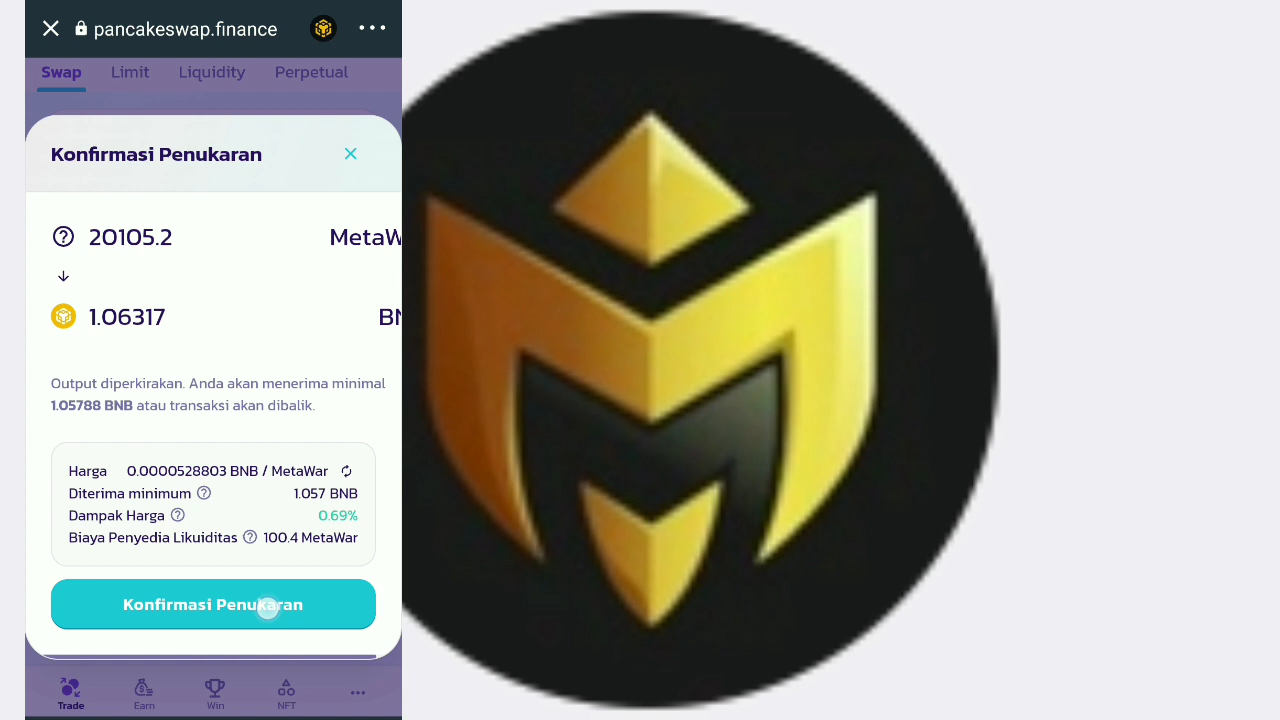 pancakeswap.finance
Swap Limit Liquidity Perpetual
Konfirmasi Penukaran
20105.2 MetaW
1.06317 BN
Output diperkirakan. Anda akan menerima minimal
1.05788 BNB atau transaksi akan dibalik.
Harga 0.0000528803 BNB / MetaWar
Diterima minimum 1.057 BNB
Dampak Harga 0.69%
Biaya Penyedia Likuiditas 100.4 MetaWar
Konfirmasi Penukaran
Trade Earn Win NFT